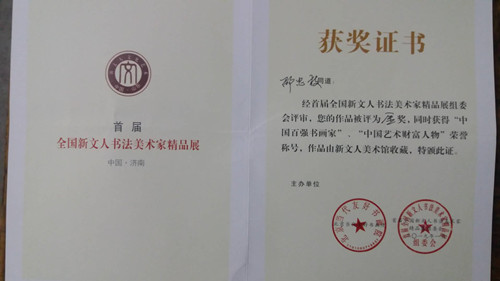 首届
全国新文人书法美术家精品展
中国·济南
获奖证书
同道：
经首届全国新文人书法美术家精品展组委
会评审，您的作品被评为金奖，同时获得“中
国百强书画家”、“中国艺术财富人物”荣誉
称号，作品由新文人美术馆收藏，特颁此证。
主办单位
组委会